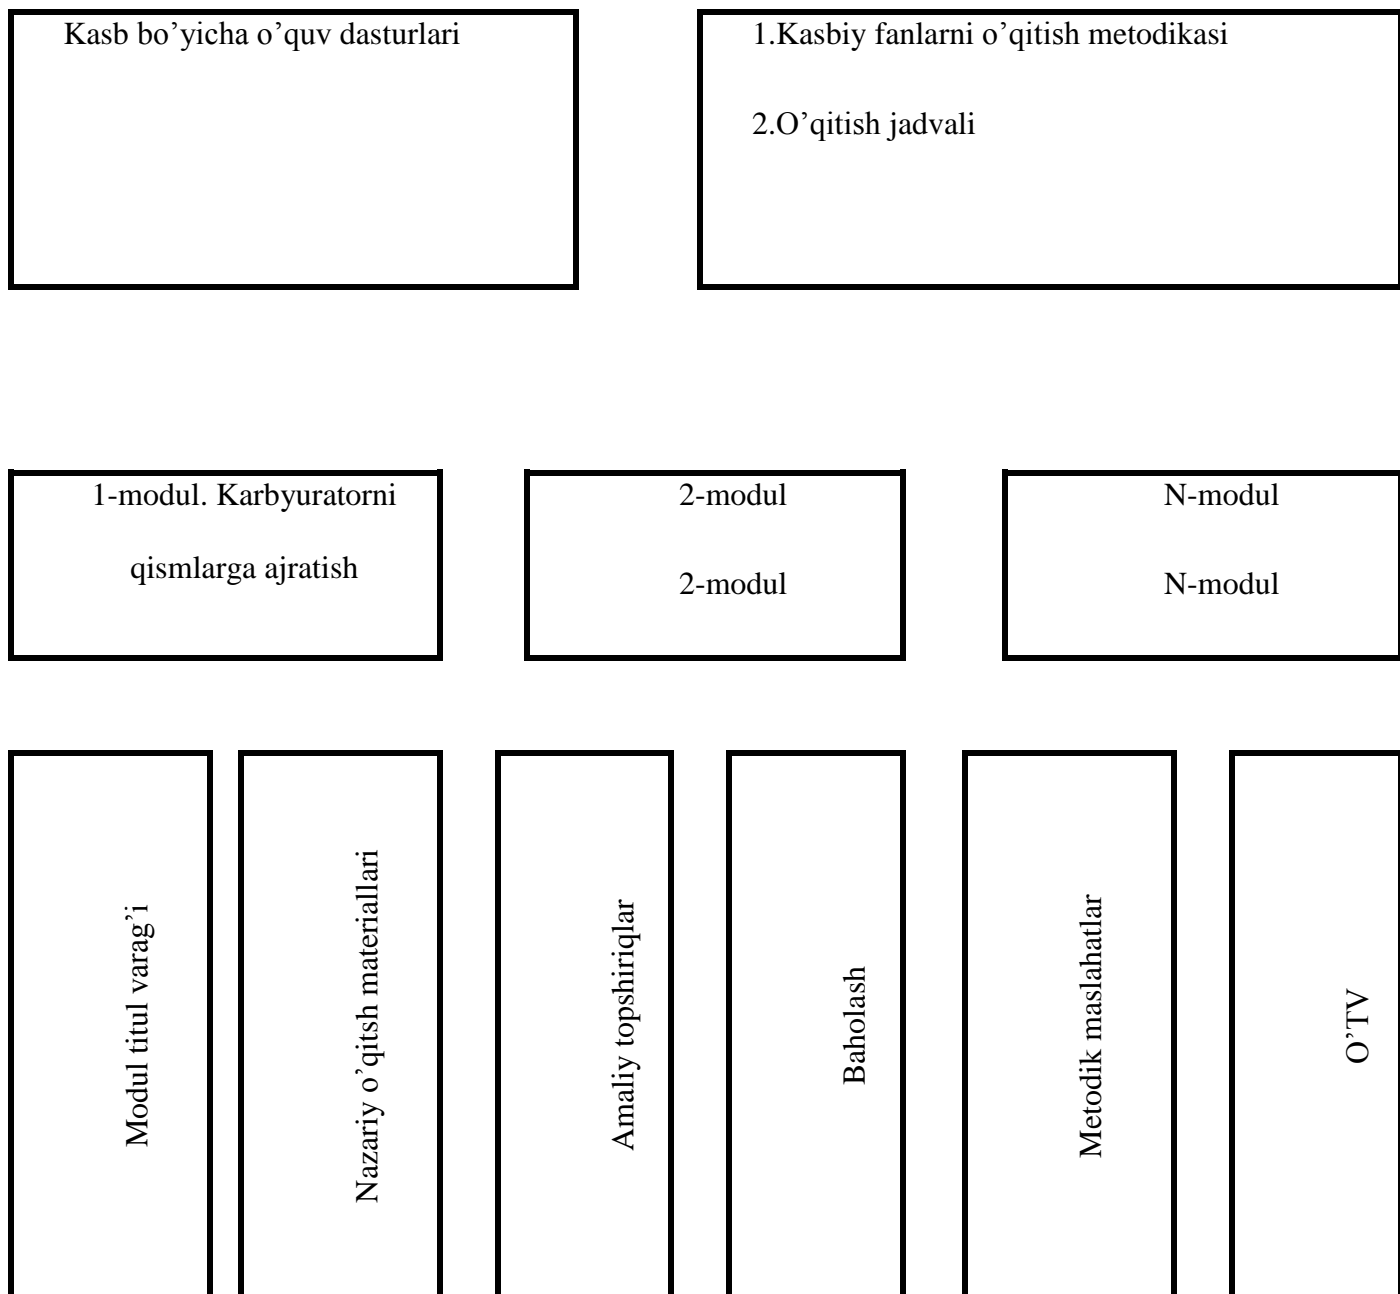 Kasb bo’yicha o’quv dasturlari
1.Kasbiy fanlarni o’qitish metodikasi
2.O’qitish jadvali
1-modul. Karbyuratorni
qismlarga ajratish
2-modul
2-modul
N-modul
N-modul
Modul titul varag’i
Nazariy o’qitsh materiallari
Amaliy topshiriqlar
Baholash
Metodik maslahatlar
O’TV